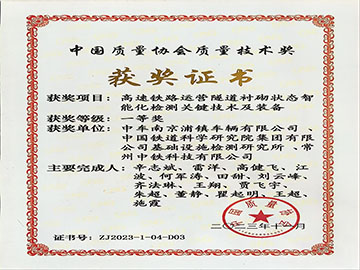 中国质量协会质量技术奖
获奖证书
获奖项目：高速铁路运营隧道衬砌状态智
能化检测关键技术及装备
获奖等级：一等奖
获奖单位：中车南京浦镇车辆有限公司、
中国铁道科学研究院集团有限公
司基础设施检测研究所、常
州中铁科技有限公司
主要完成人：辛志斌、雷洋、高健飞、江
波、何军涛、田甜、刘云峰、
齐法琳、王翔、贾飞宇、
朱超、董静、翟起明、王超、
施霞
二〇二三年十月
证书号：ZJ2023-1-04-D03